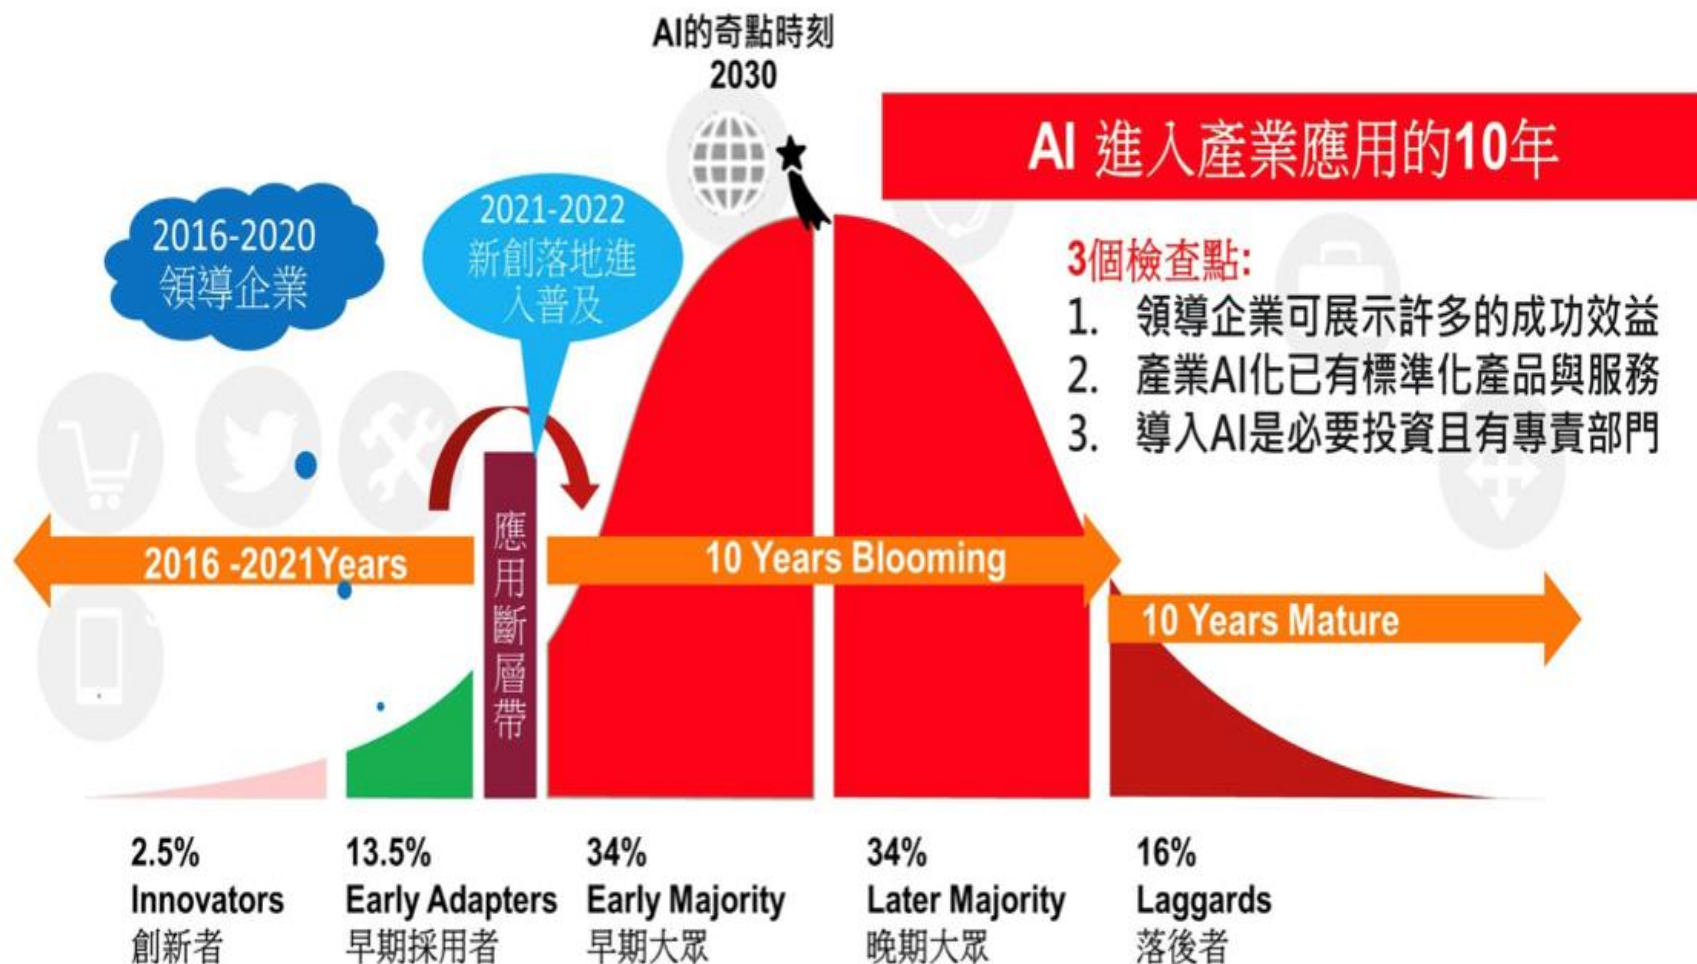 AI的奇點時刻
2030
AI 進入產業應用的10年
2016-2020
領導企業
2021-2022
新創落地進
入普及
3個檢查點:
1. 領導企業可展示許多的成功效益
2. 產業AI化已有標準化產品與服務
3. 導入AI是必要投資且有專責部門
2016 -2021Years
應用斷層帶
10 Years Blooming
10 Years Mature
2.5%
Innovators
創新者
13.5%
Early Adapters
早期採用者
34%
Early Majority
早期大眾
34%
Later Majority
晚期大眾
16%
Laggards
落後者